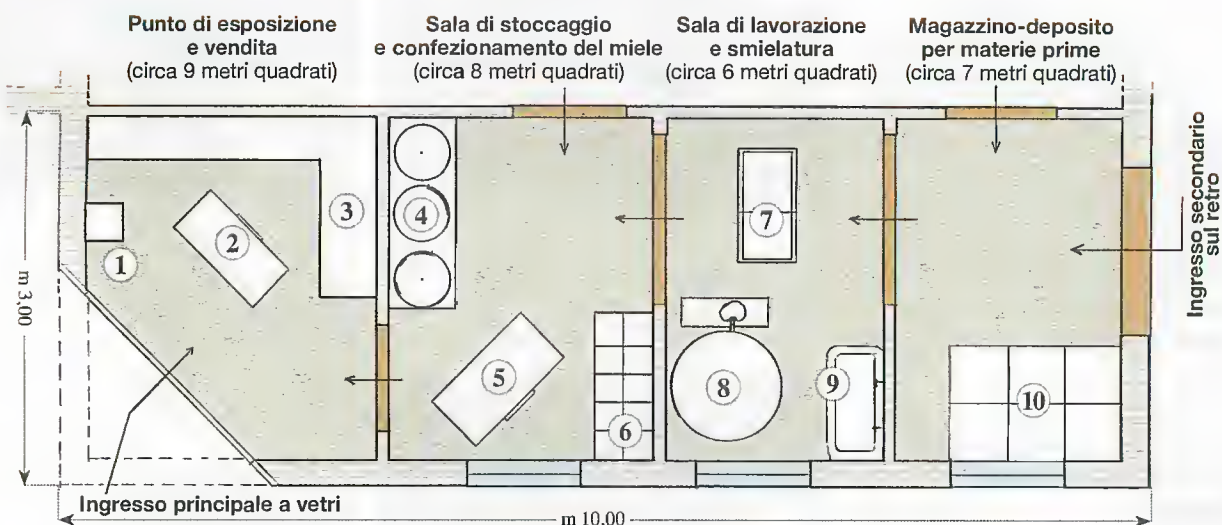 Punto di esposizione
e vendita
(circa 9 metri quadrati)
Sala di stoccaggio
e confezionamento del miele
(circa 8 metri quadrati)
Sala di lavorazione
e smielatura
(circa 6 metri quadrati)
Magazzino-deposito
per materie prime
(circa 7 metri quadrati)
m 3,00
1
2
3
4
5
6
7
8
9
10
Ingresso secondario
sul retro
Ingresso principale a vetri
m 10,00